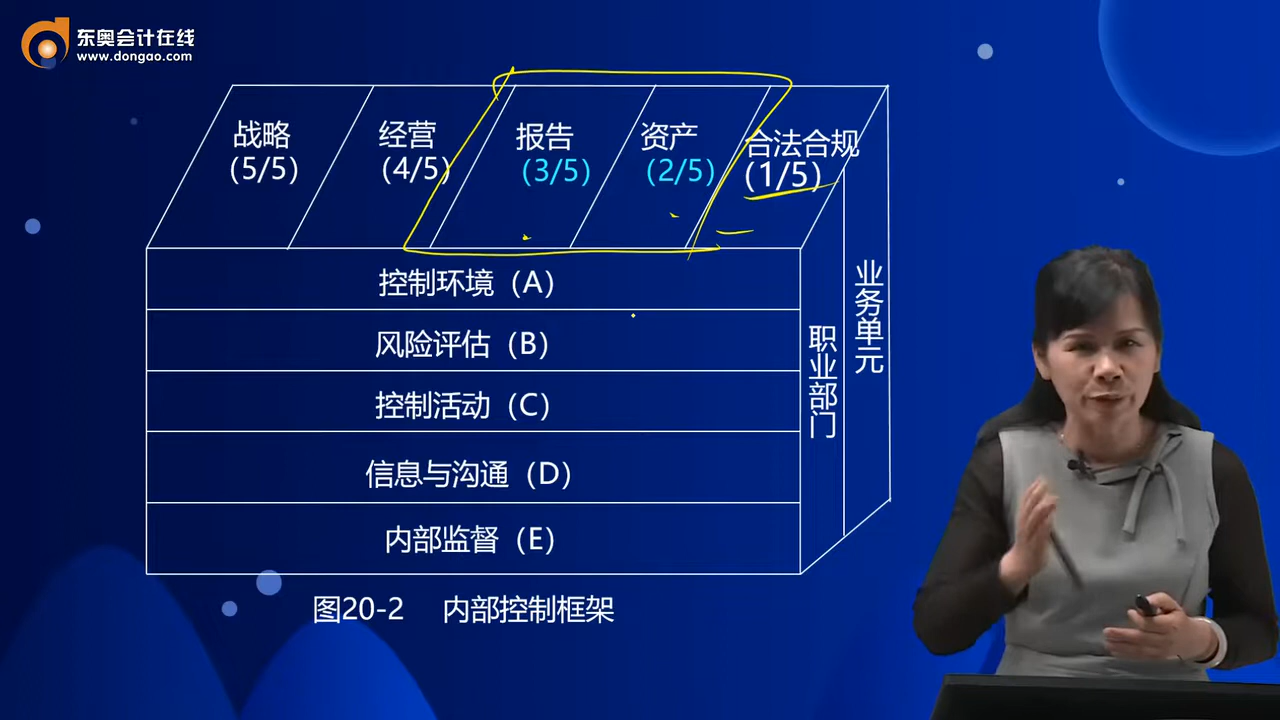 东奥会计在线
www.dongao.com
战略
(5/5)
经营
(4/5)
报告
(3/5)
资产
(2/5)
合法合规
(1/5)
控制环境（A）
风险评估（B）
控制活动（C）
信息与沟通（D）
内部监督（E）
职业部门
业务单元
图20-2 内部控制框架